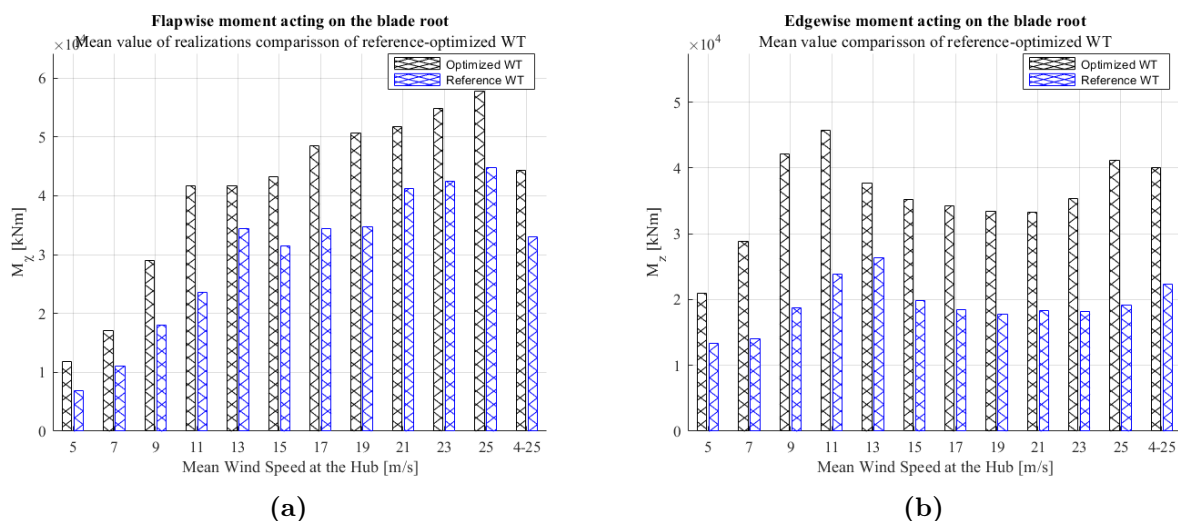 Flapwise moment acting on the blade root
Mean value of realizations comparisson of reference-optimized WT
Optimized WT
Reference WT
6
5
4
3
2
1
0
M_χ [kNm]
5 7 9 11 13 15 17 19 21 23 25 4-25
Mean Wind Speed at the Hub [m/s]
(a)
Edgewise moment acting on the blade root
Mean value comparisson of reference-optimized WT
×10⁴
Optimized WT
Reference WT
5
4
3
2
1
0
M_z [kNm]
5 7 9 11 13 15 17 19 21 23 25 4-25
Mean Wind Speed at the Hub [m/s]
(b)